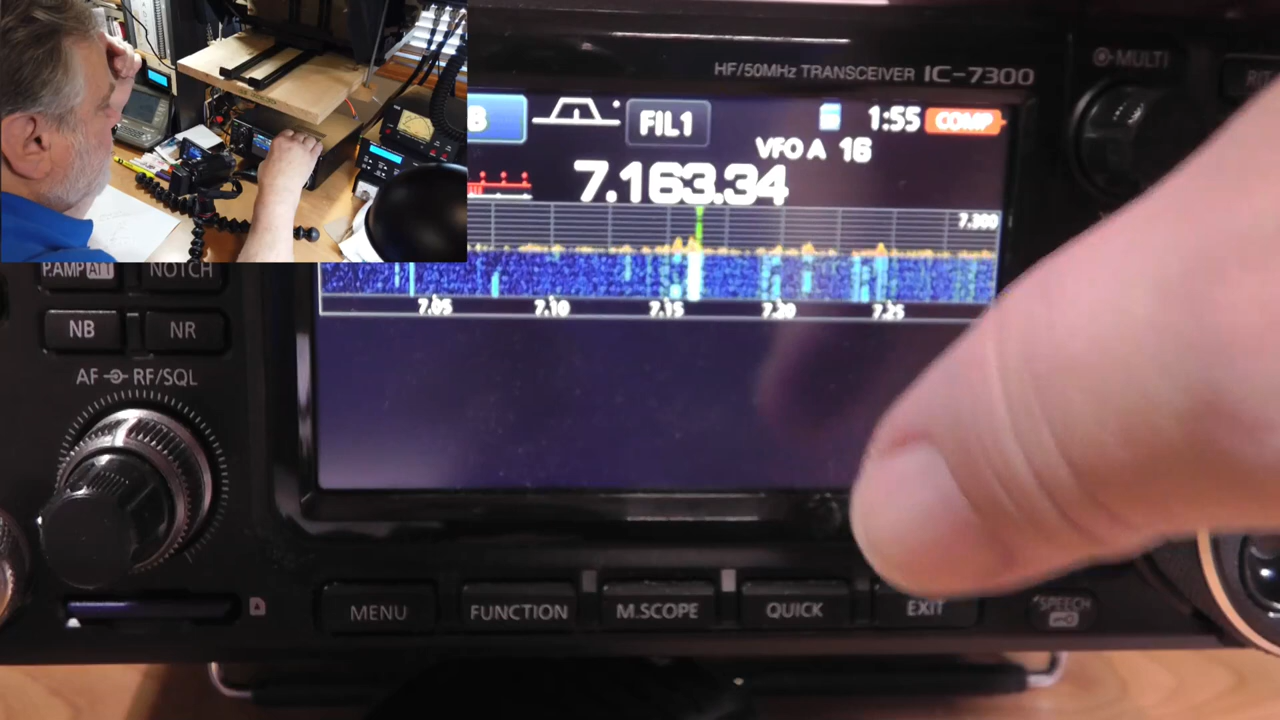 HF/50MHz TRANSCEIVER IC-7300
MULTI
B
FIL1
1:55
COMP
VFO A 16
7.163.34
7.300
P.AMP ATT
NOTCH
7.05 7.10 7.15 7.20 7.25
NB
NR
AF RF/SQL
MENU
FUNCTION
M.SCOPE
QUICK
EXIT
SPEECH